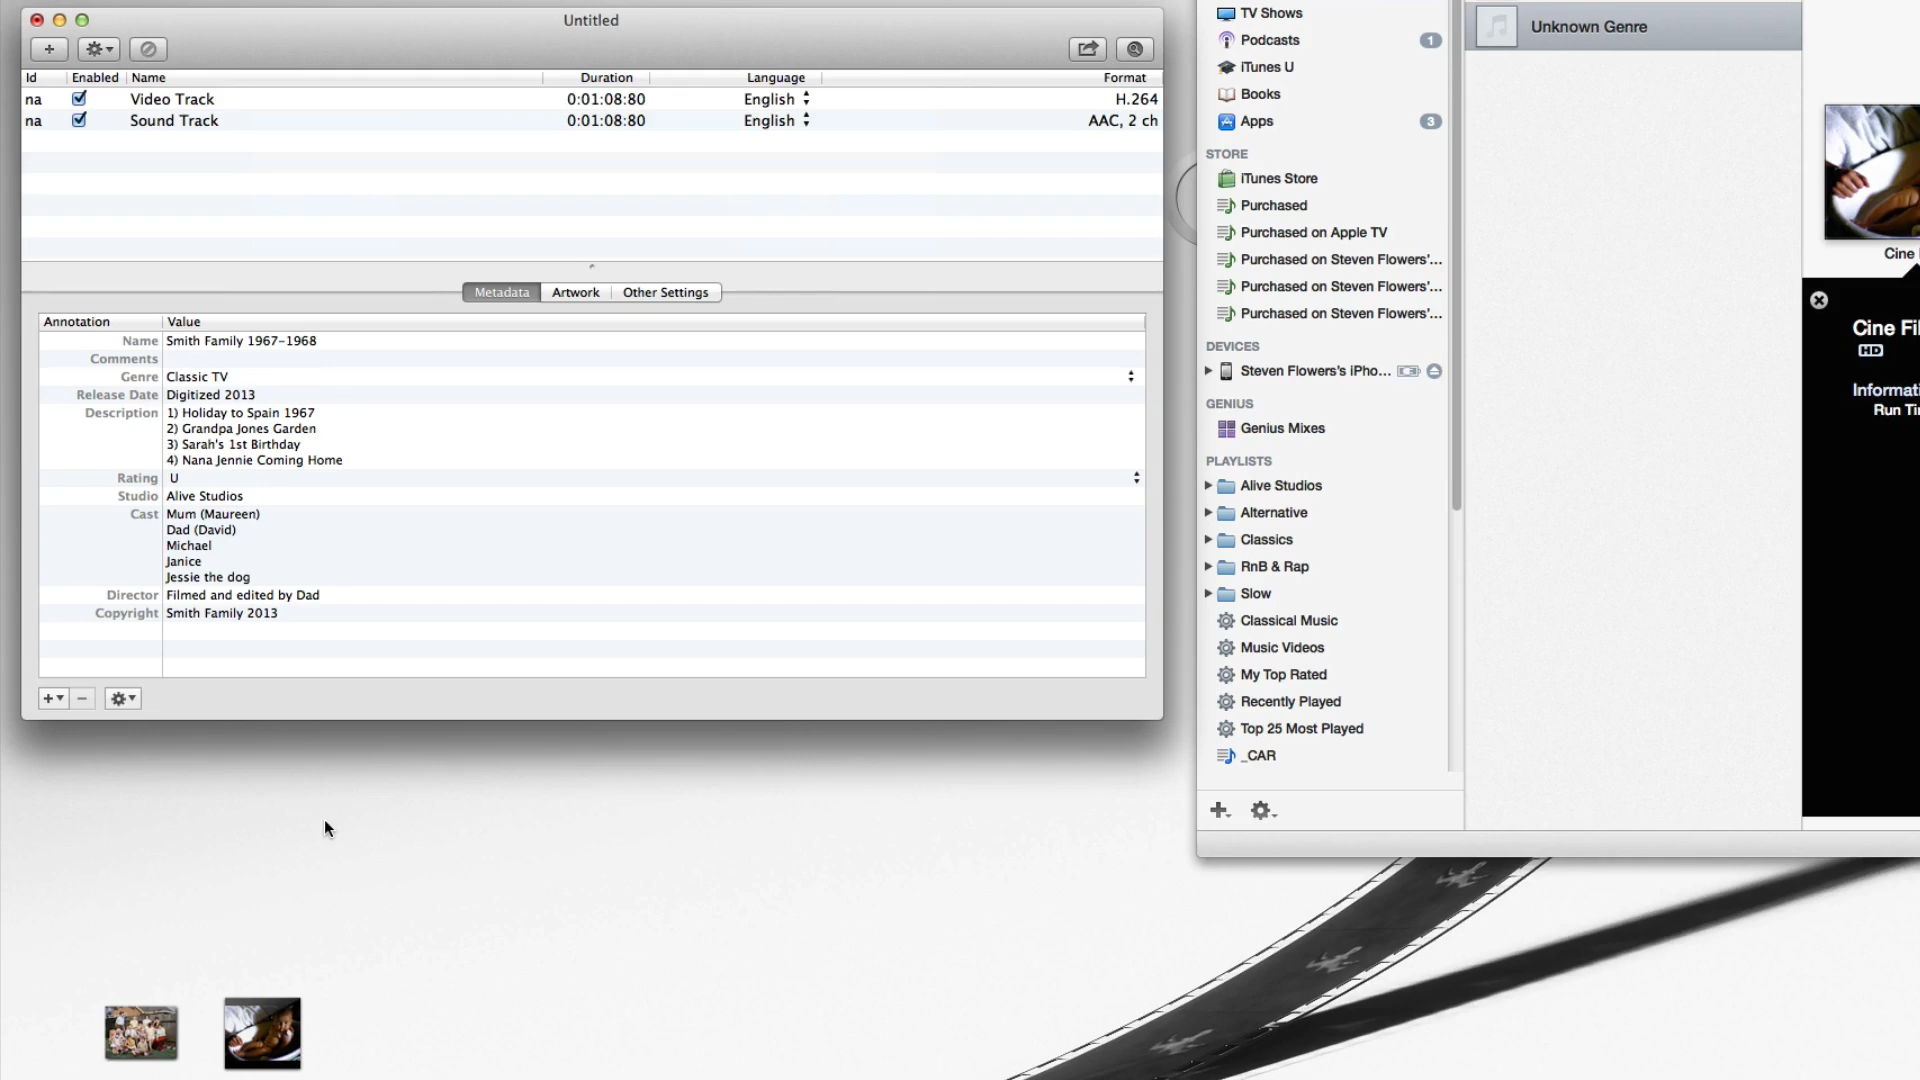 Untitled
Id Enabled Name Duration Language Format
na Video Track 0:01:08:80 English H.264
na Sound Track 0:01:08:80 English AAC, 2 ch
Metadata Artwork Other Settings
Annotation Value
Name Smith Family 1967-1968
Comments
Genre Classic TV
Release Date Digitized 2013
Description 1) Holiday to Spain 1967
2) Grandpa Jones Garden
3) Sarah's 1st Birthday
4) Nana Jennie Coming Home
Rating U
Studio Alive Studios
Cast Mum (Maureen)
Dad (David)
Michael
Janice
Jessie the dog
Director Filmed and edited by Dad
Copyright Smith Family 2013
TV Shows
Podcasts 1
iTunes U
Books
Apps 3
STORE
iTunes Store
Purchased
Purchased on Apple TV
Purchased on Steven Flowers'...
Purchased on Steven Flowers'...
Purchased on Steven Flowers'...
DEVICES
Steven Flowers's iPho...
GENIUS
Genius Mixes
PLAYLISTS
Alive Studios
Alternative
Classics
RnB & Rap
Slow
Classical Music
Music Videos
My Top Rated
Recently Played
Top 25 Most Played
_CAR
Unknown Genre
Cine
Cine Fil
HD
Informati
Run Ti